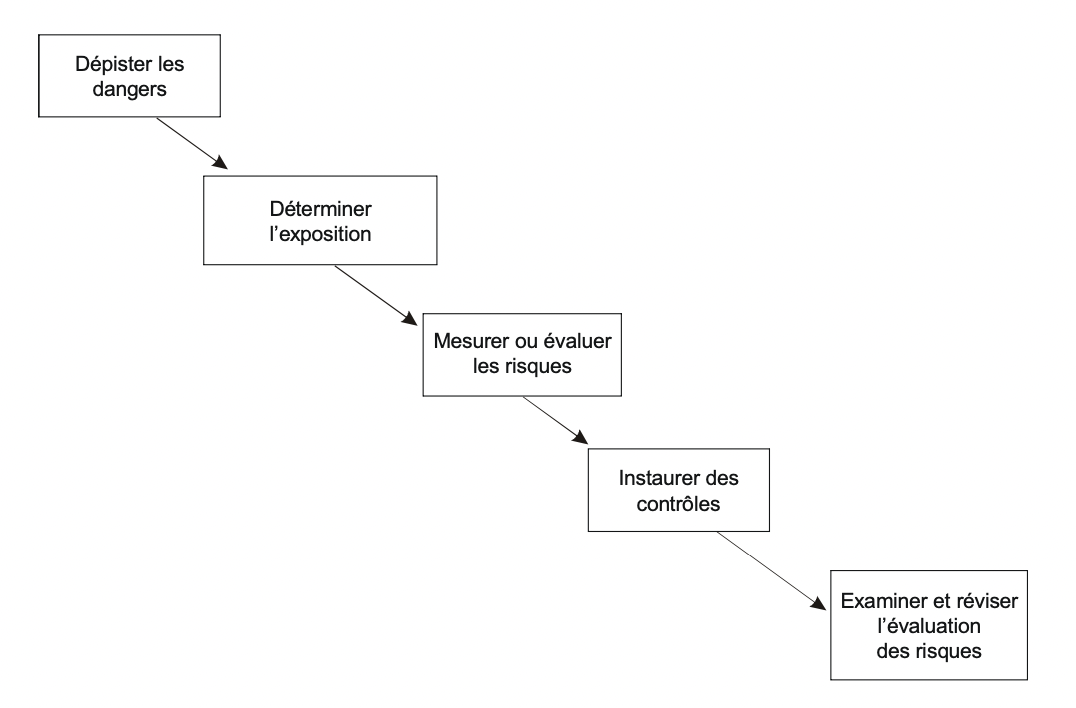 Dépister les
dangers
Déterminer
l’exposition
Mesurer ou évaluer
les risques
Instaurer des
contrôles
Examiner et réviser
l’évaluation
des risques